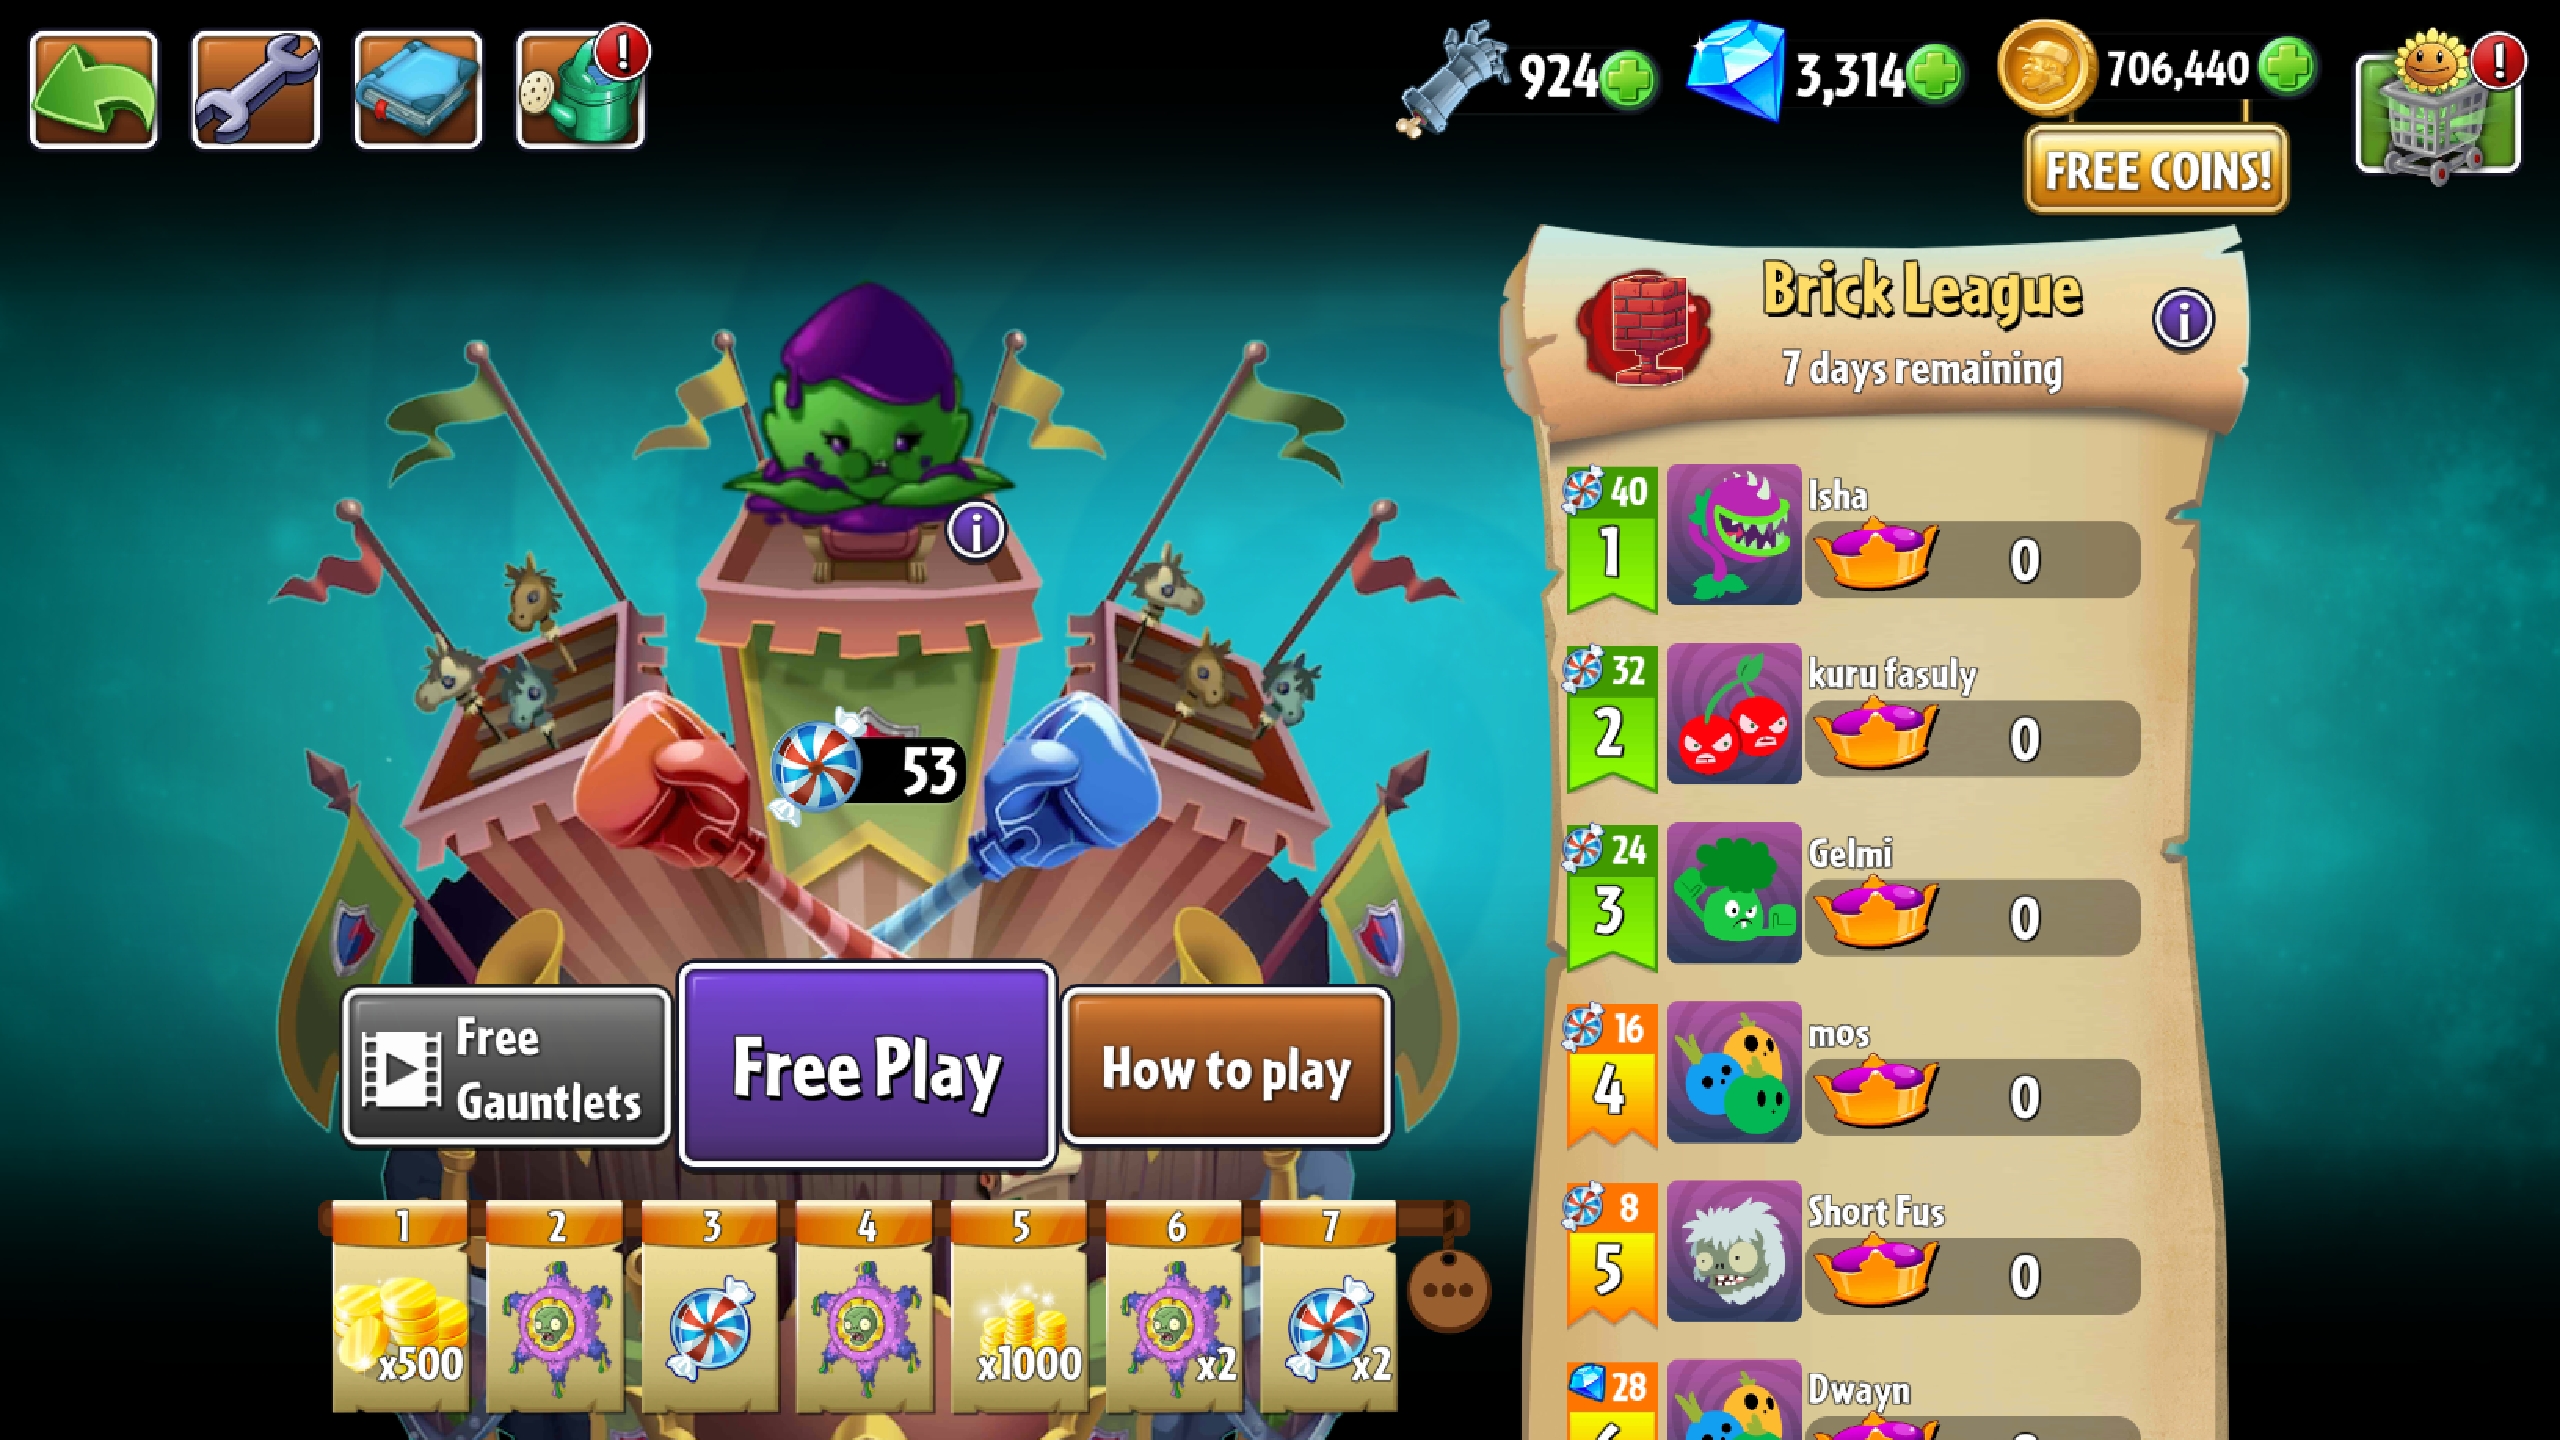 924
3,314
706,440
FREE COINS!
Brick League
7 days remaining
40
1
Isha
0
32
2
kuru fasuly
0
24
3
Gelmi
0
16
4
mos
0
8
5
Short Fus
0
28
Dwayn
53
Free
Gauntlets
Free Play
How to play
1
2
3
4
5
6
7
x500
x1000
x2
x2